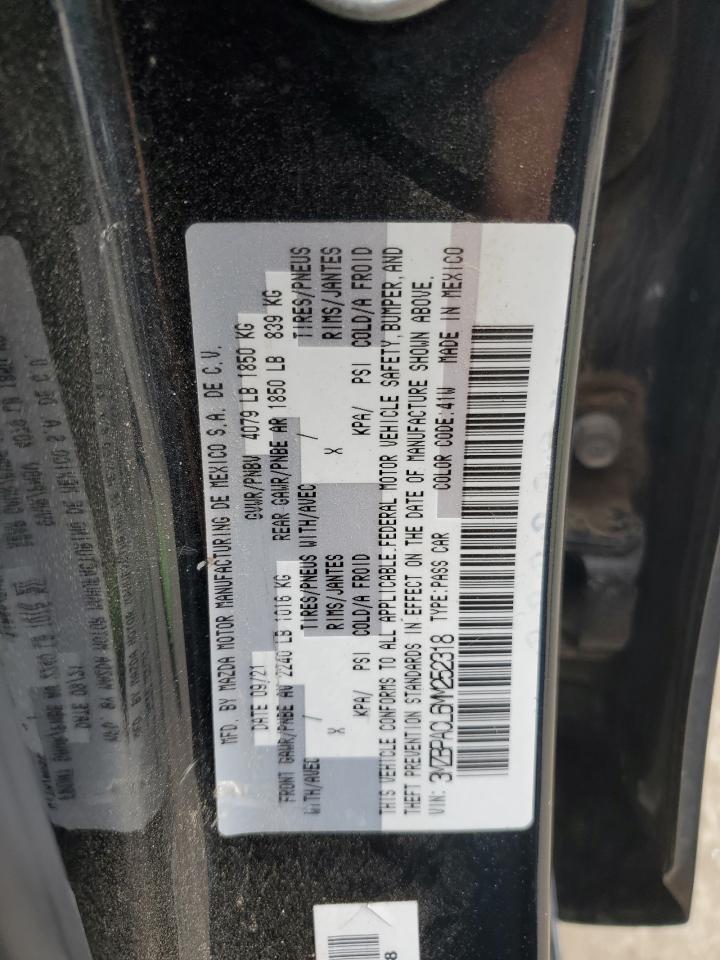 MFD. BY MAZDA MOTOR MANUFACTURING DE MEXICO S.A. DE C.V.
DATE 09/21 GVWR/PNBV 4079 LB 1850 KG
FRONT GAWR/PNBE AV 2240 LB 1016 KG REAR GAWR/PNBE AR 1850 LB 839 KG
WITH/AVEC / TIRES/PNEUS WITH/AVEC / TIRES/PNEUS
X RIMS/JANTES X RIMS/JANTES
KPA/ PSI COLD/A FROID KPA/ PSI COLD/A FROID
THIS VEHICLE CONFORMS TO ALL APPLICABLE FEDERAL MOTOR VEHICLE SAFETY, BUMPER, AND
THEFT PREVENTION STANDARDS IN EFFECT ON THE DATE OF MANUFACTURE SHOWN ABOVE.
VIN: 3MZBPACL6MM252318 TYPE:PASS CAR COLOR CODE:41W MADE IN MEXICO
8